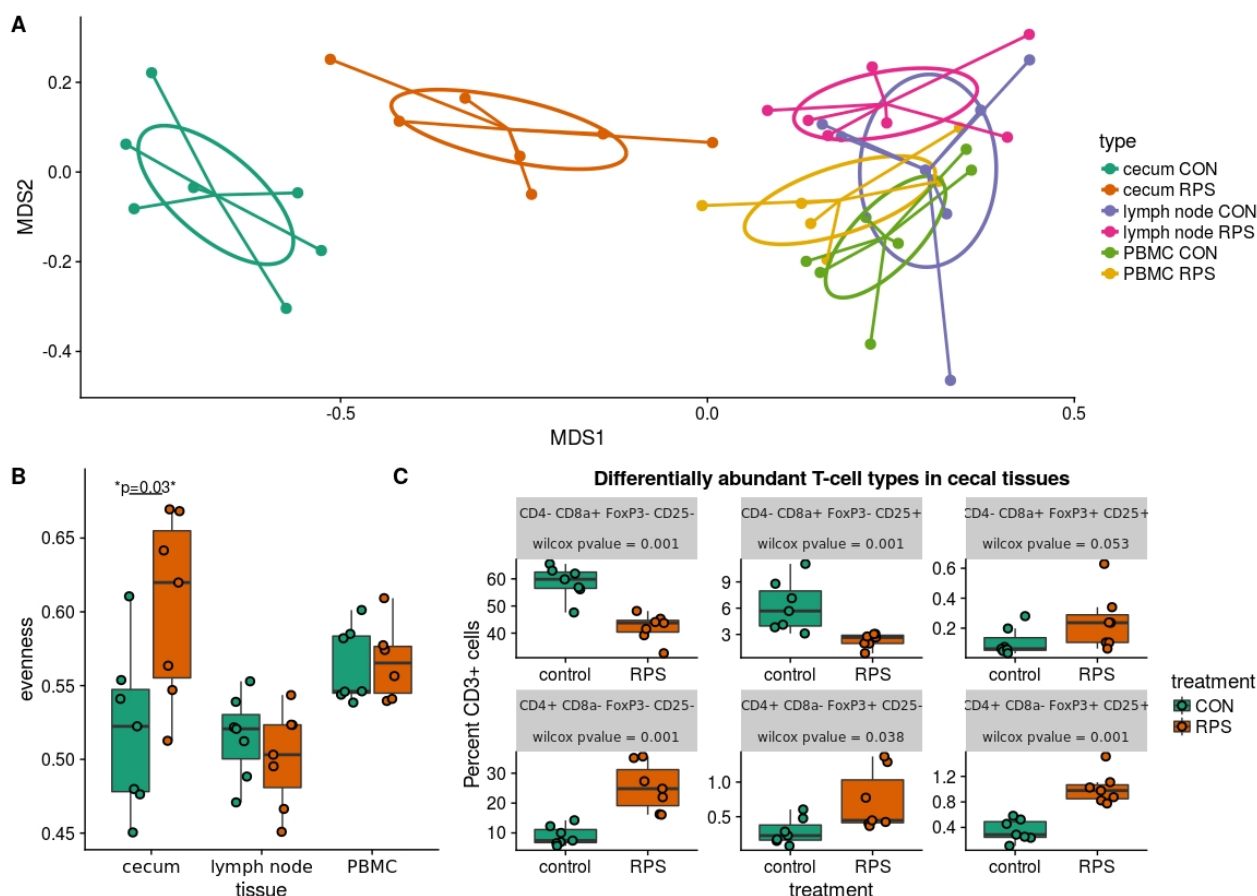 A
0.2
0.0
-0.2
-0.4
MDS2
-0.5
0.0
0.5
MDS1
type
cecum CON
cecum RPS
lymph node CON
lymph node RPS
PBMC CON
PBMC RPS
B
*p=0.03*
0.65
0.60
0.55
0.50
0.45
evenness
cecum
lymph node
PBMC
tissue
C
Differentially abundant T-cell types in cecal tissues
CD4- CD8a+ FoxP3- CD25-
wilcox pvalue = 0.001
60
50
40
control
RPS
CD4- CD8a+ FoxP3- CD25+
wilcox pvalue = 0.001
9
6
3
control
RPS
CD4- CD8a+ FoxP3+ CD25+
wilcox pvalue = 0.053
0.6
0.4
0.2
control
RPS
Percent CD3+ cells
CD4+ CD8a- FoxP3- CD25-
wilcox pvalue = 0.001
30
20
10
control
RPS
CD4+ CD8a- FoxP3+ CD25-
wilcox pvalue = 0.038
1.0
0.5
control
RPS
CD4+ CD8a- FoxP3+ CD25+
wilcox pvalue = 0.001
1.2
0.8
0.4
control
RPS
treatment
treatment
CON
RPS